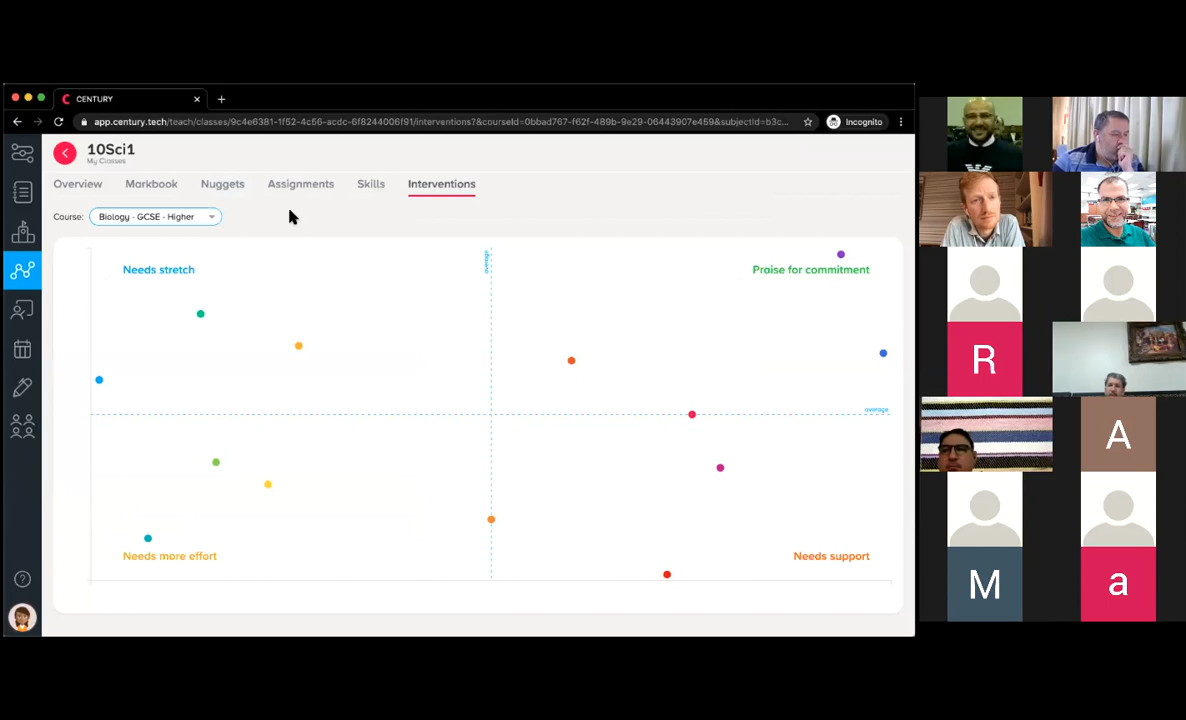 CENTURY
app.century.tech/teach/classes/9c4e6381-1f52-4c56-acdc-6f8244006f91/interventions?&courseId=0bbad767-f62f-489b-9e29-06443907e459&subjectId=b3c...
Incognito
10Sci1
My Classes
Overview Markbook Nuggets Assignments Skills Interventions
Course: Biology - GCSE - Higher
Needs stretch
average
Praise for commitment
average
Needs more effort
Needs support
R
A
M
a